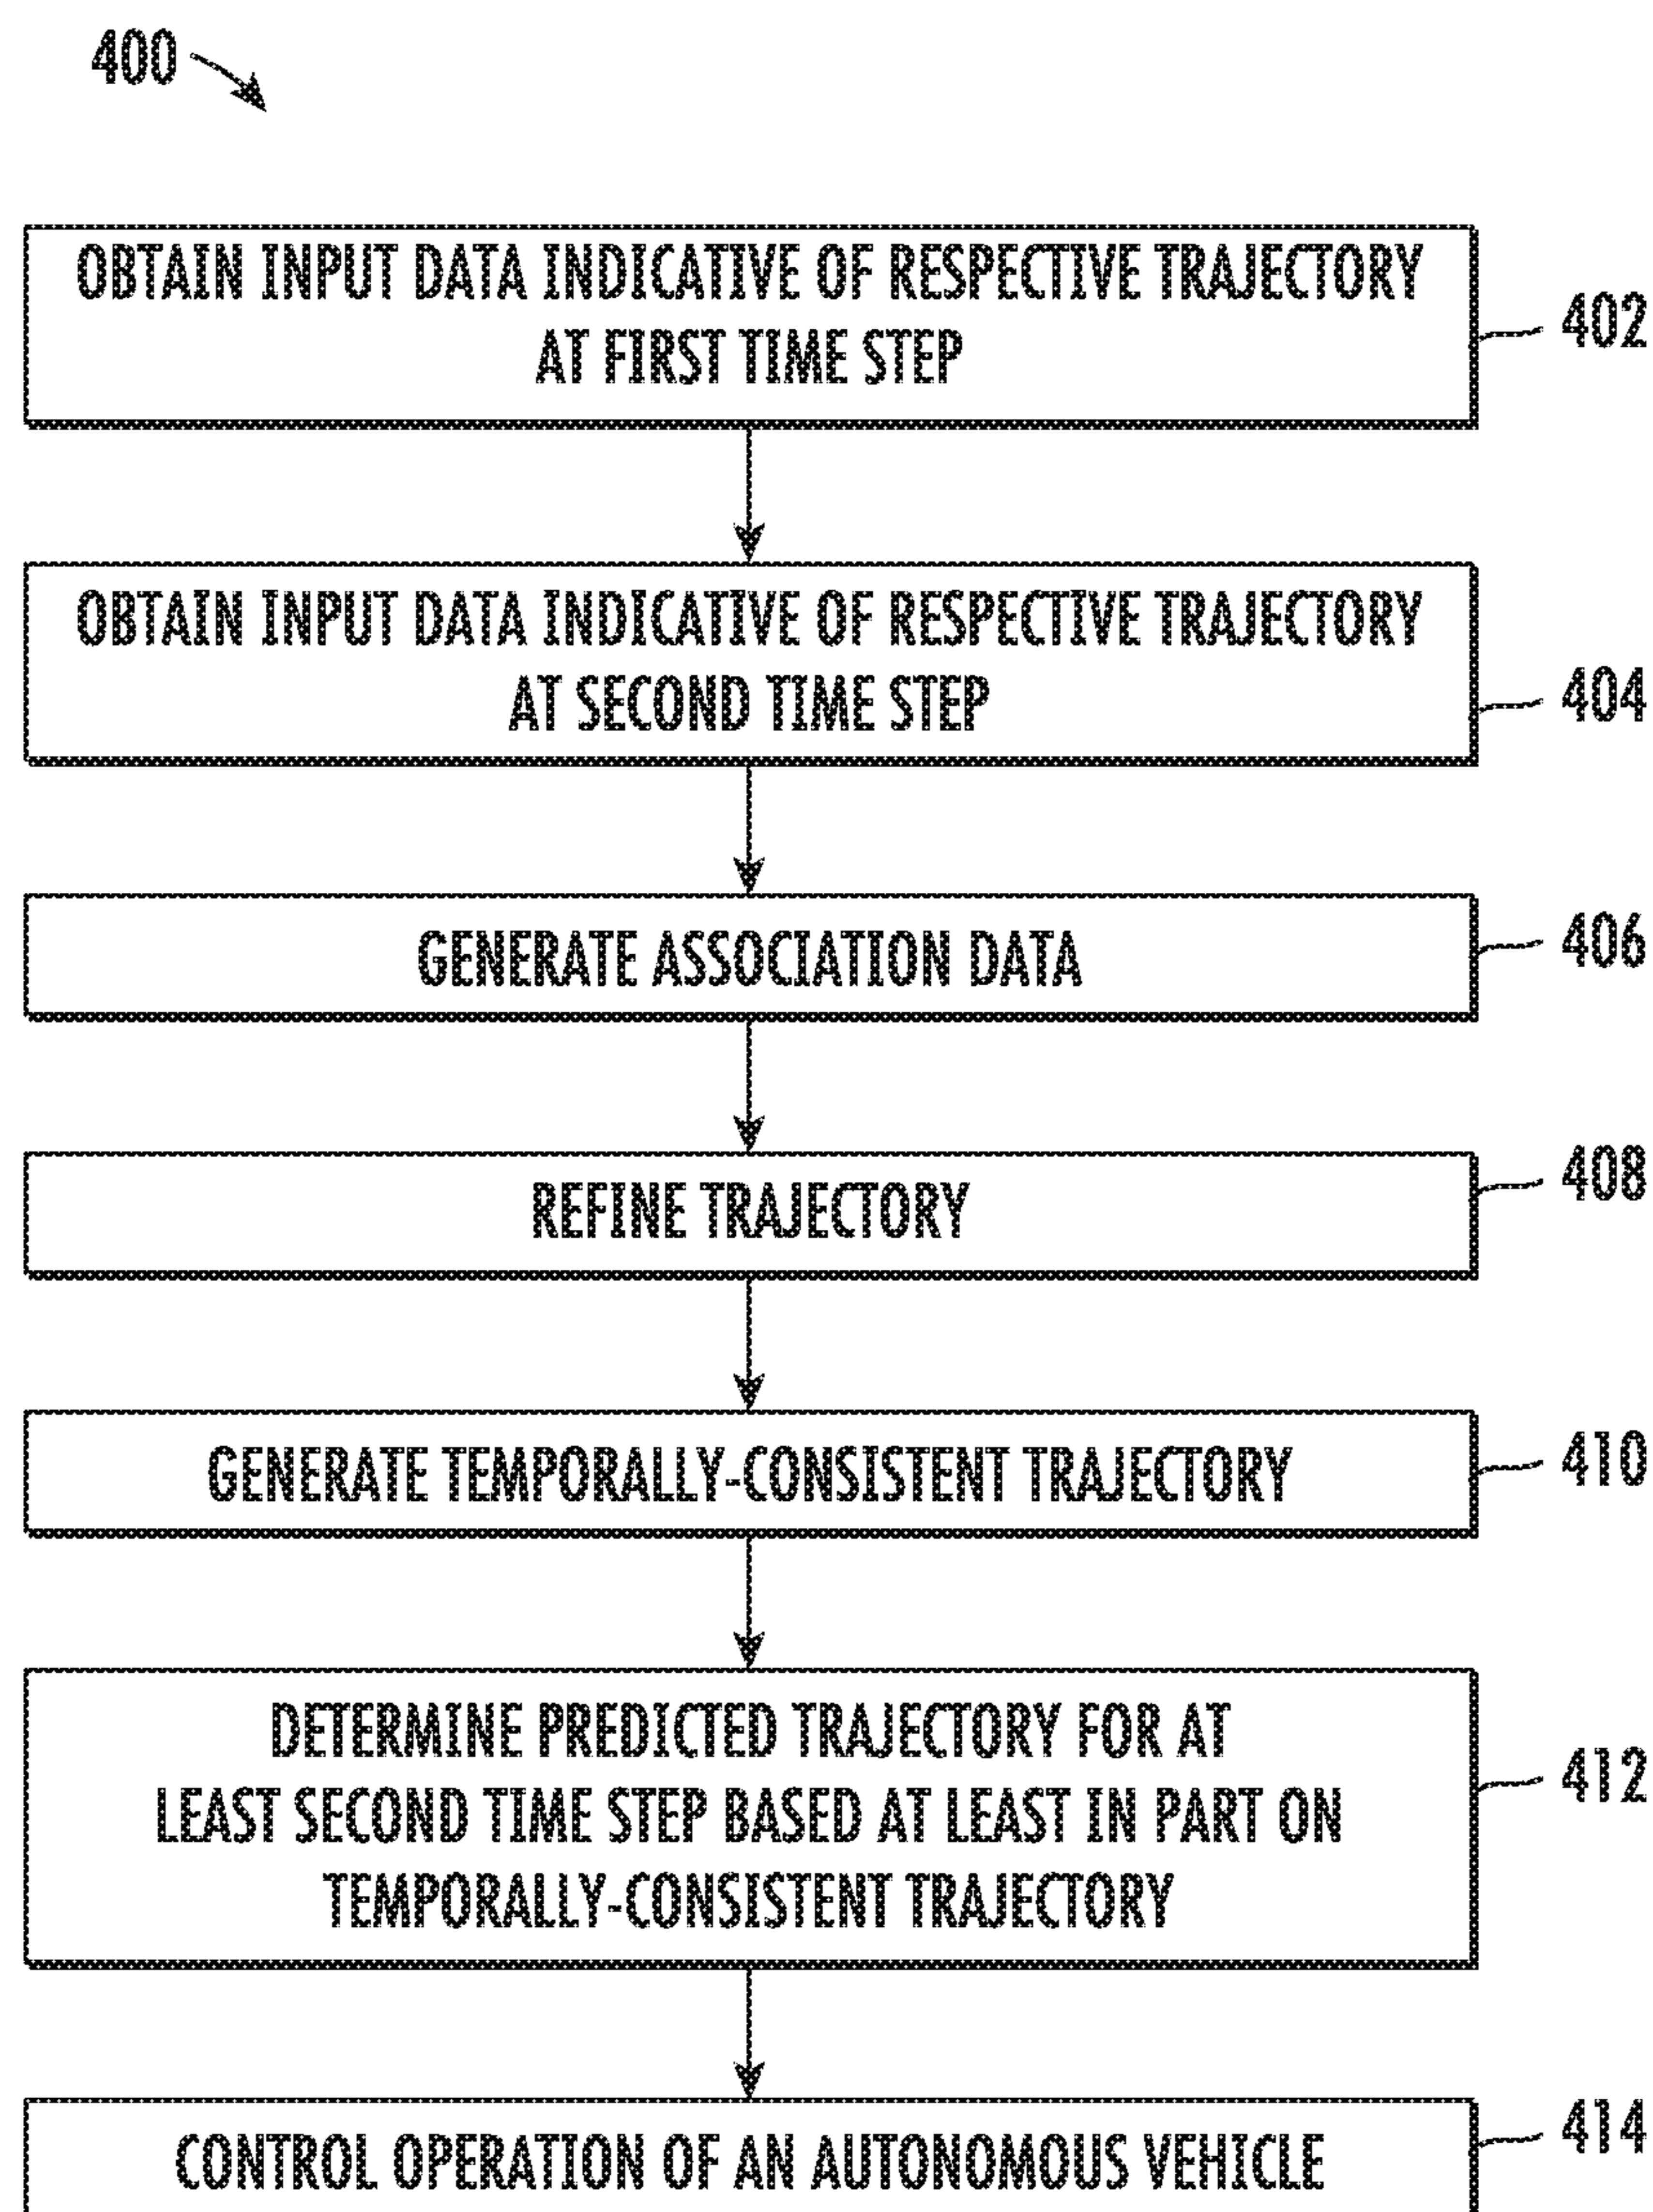 400
OBTAIN INPUT DATA INDICATIVE OF RESPECTIVE TRAJECTORY
AT FIRST TIME STEP
402
OBTAIN INPUT DATA INDICATIVE OF RESPECTIVE TRAJECTORY
AT SECOND TIME STEP
404
GENERATE ASSOCIATION DATA
406
REFINE TRAJECTORY
408
GENERATE TEMPORALLY-CONSISTENT TRAJECTORY
410
DETERMINE PREDICTED TRAJECTORY FOR AT
LEAST SECOND TIME STEP BASED AT LEAST IN PART ON
TEMPORALLY-CONSISTENT TRAJECTORY
412
CONTROL OPERATION OF AN AUTONOMOUS VEHICLE
414